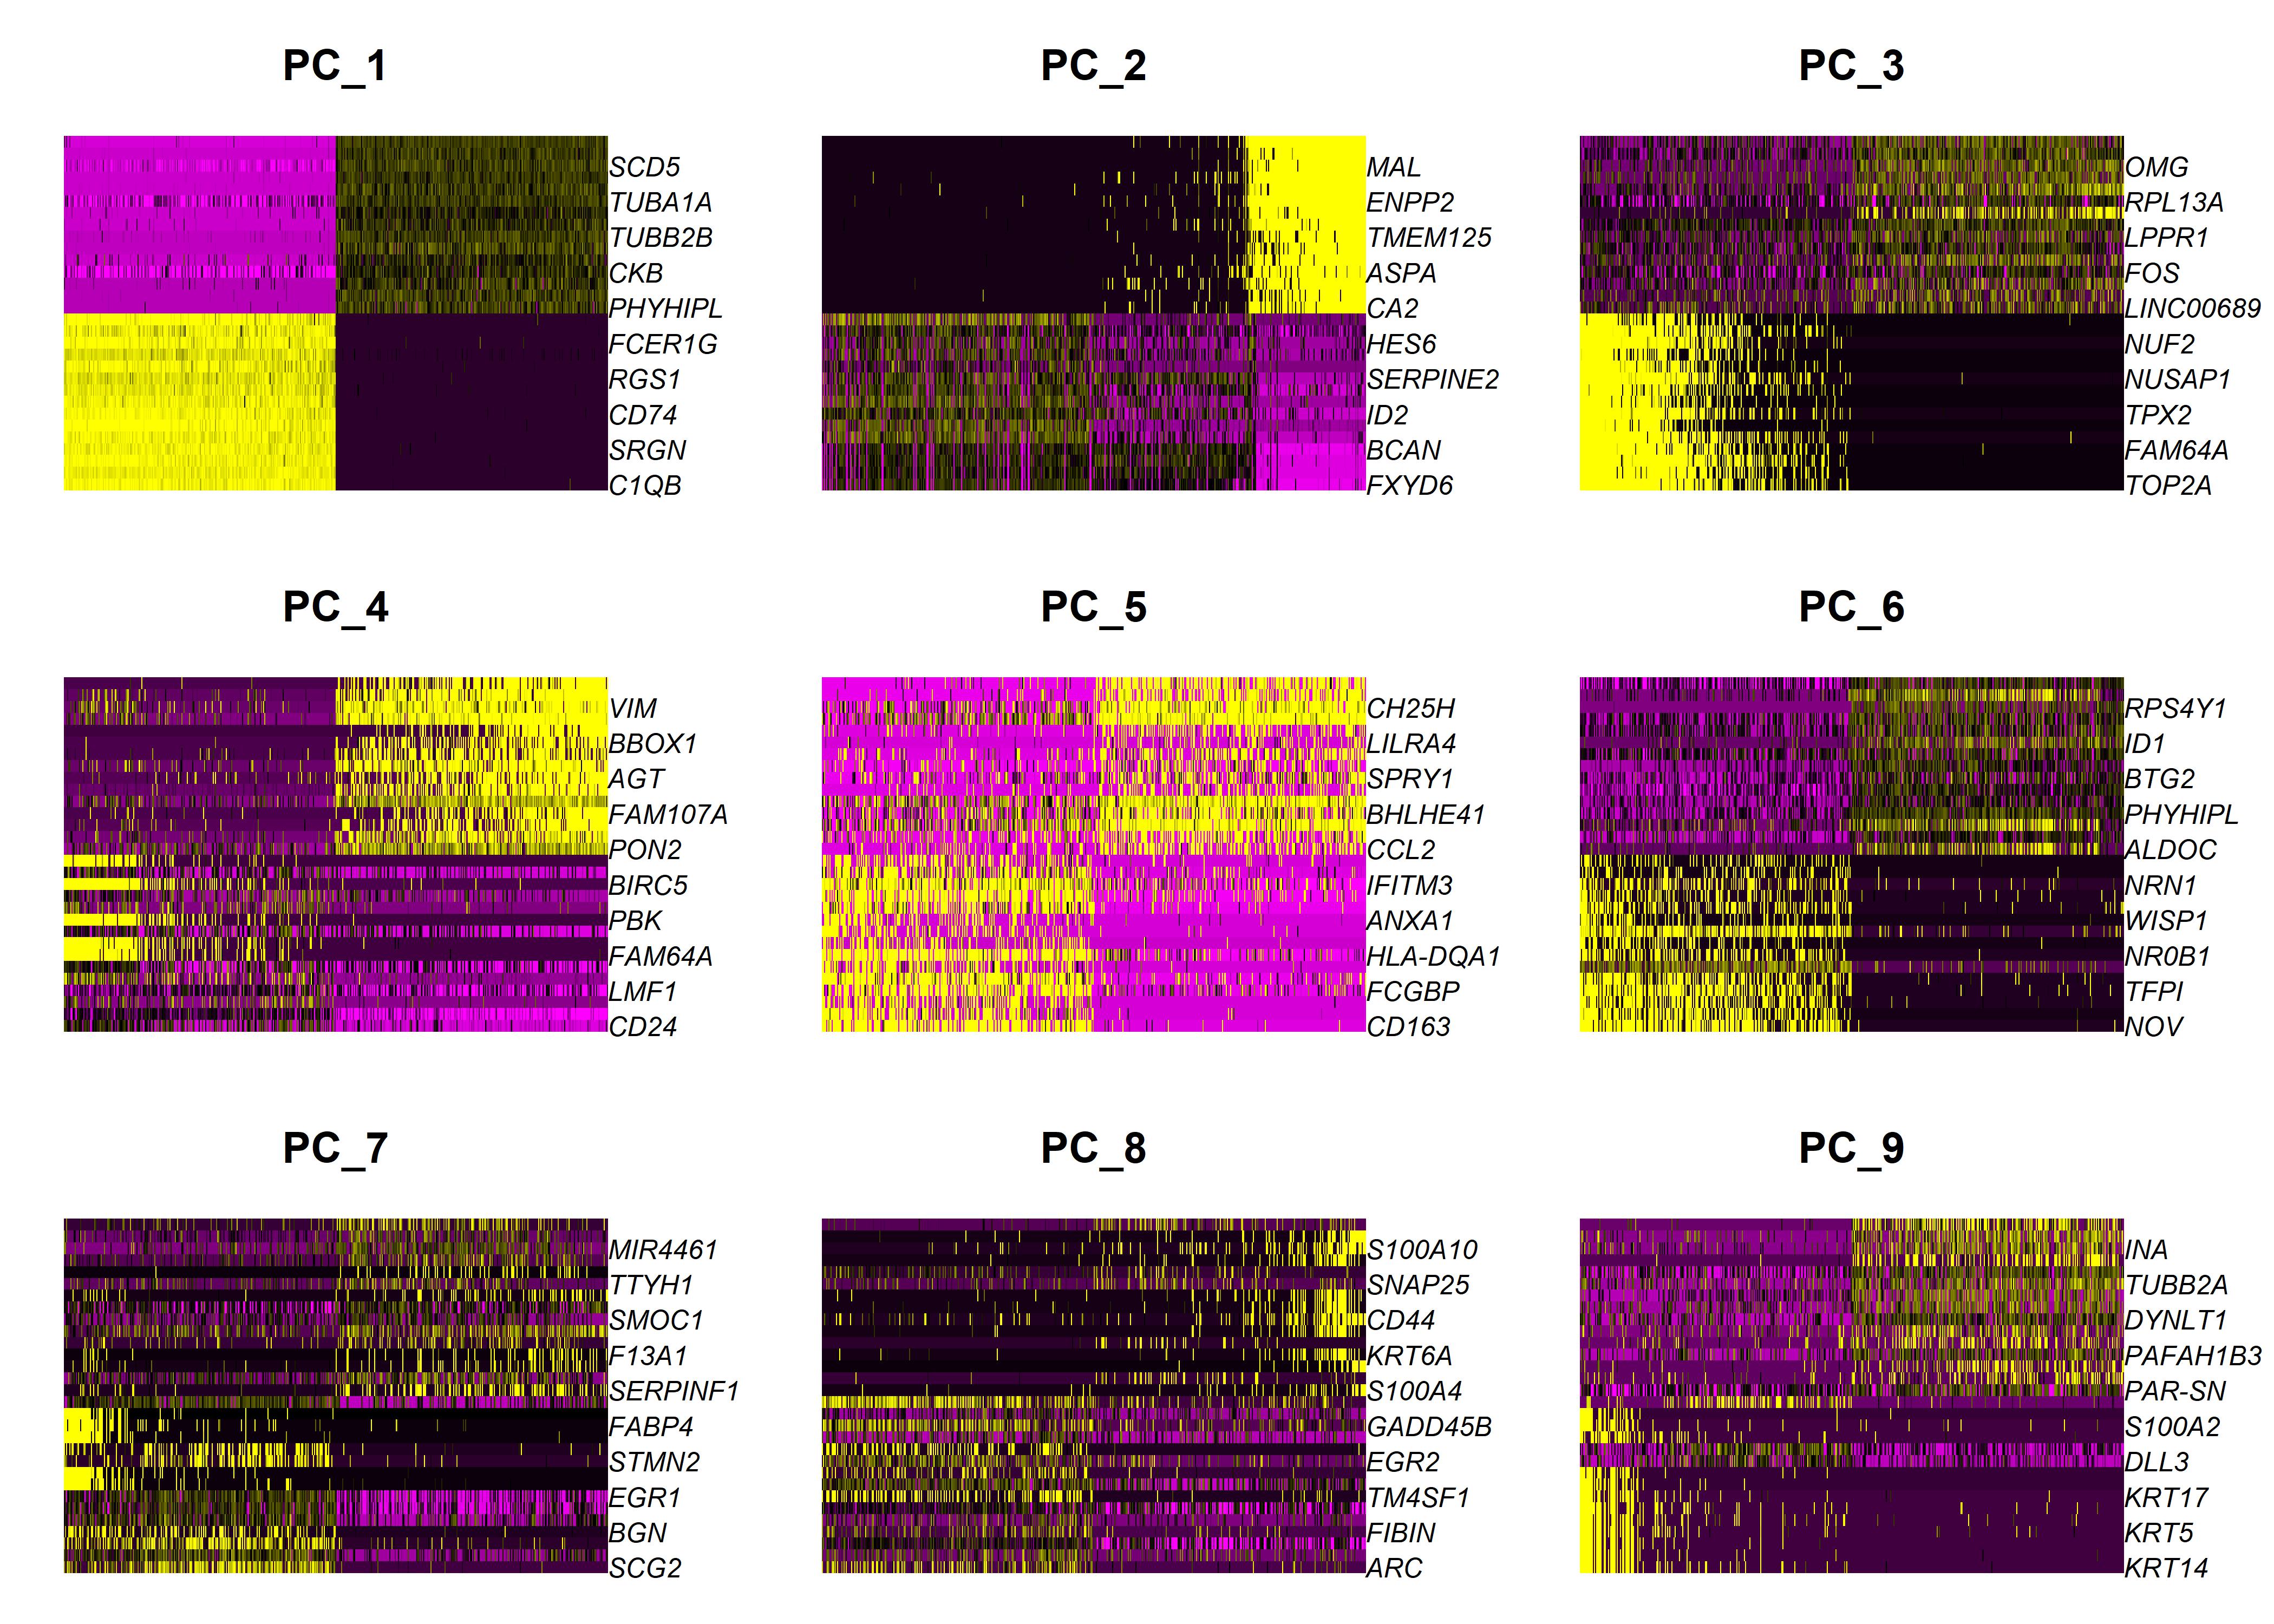 PC_1
PC_2
PC_3
SCD5
TUBA1A
TUBB2B
CKB
PHYHIPL
FCER1G
RGS1
CD74
SRGN
C1QB
MAL
ENPP2
TMEM125
ASPA
CA2
HES6
SERPINE2
ID2
BCAN
FXYD6
OMG
RPL13A
LPPR1
FOS
LINC00689
NUF2
NUSAP1
TPX2
FAM64A
TOP2A
PC_4
PC_5
PC_6
VIM
BBOX1
AGT
FAM107A
PON2
BIRC5
PBK
FAM64A
LMF1
CD24
CH25H
LILRA4
SPRY1
BHLHE41
CCL2
IFITM3
ANXA1
HLA-DQA1
FCGBP
CD163
RPS4Y1
ID1
BTG2
PHYHIPL
ALDOC
NRN1
WISP1
NR0B1
TFPI
NOV
PC_7
PC_8
PC_9
MIR4461
TTYH1
SMOC1
F13A1
SERPINF1
FABP4
STMN2
EGR1
BGN
SCG2
S100A10
SNAP25
CD44
KRT6A
S100A4
GADD45B
EGR2
TM4SF1
FIBIN
ARC
INA
TUBB2A
DYNLT1
PAFAH1B3
PAR-SN
S100A2
DLL3
KRT17
KRT5
KRT14